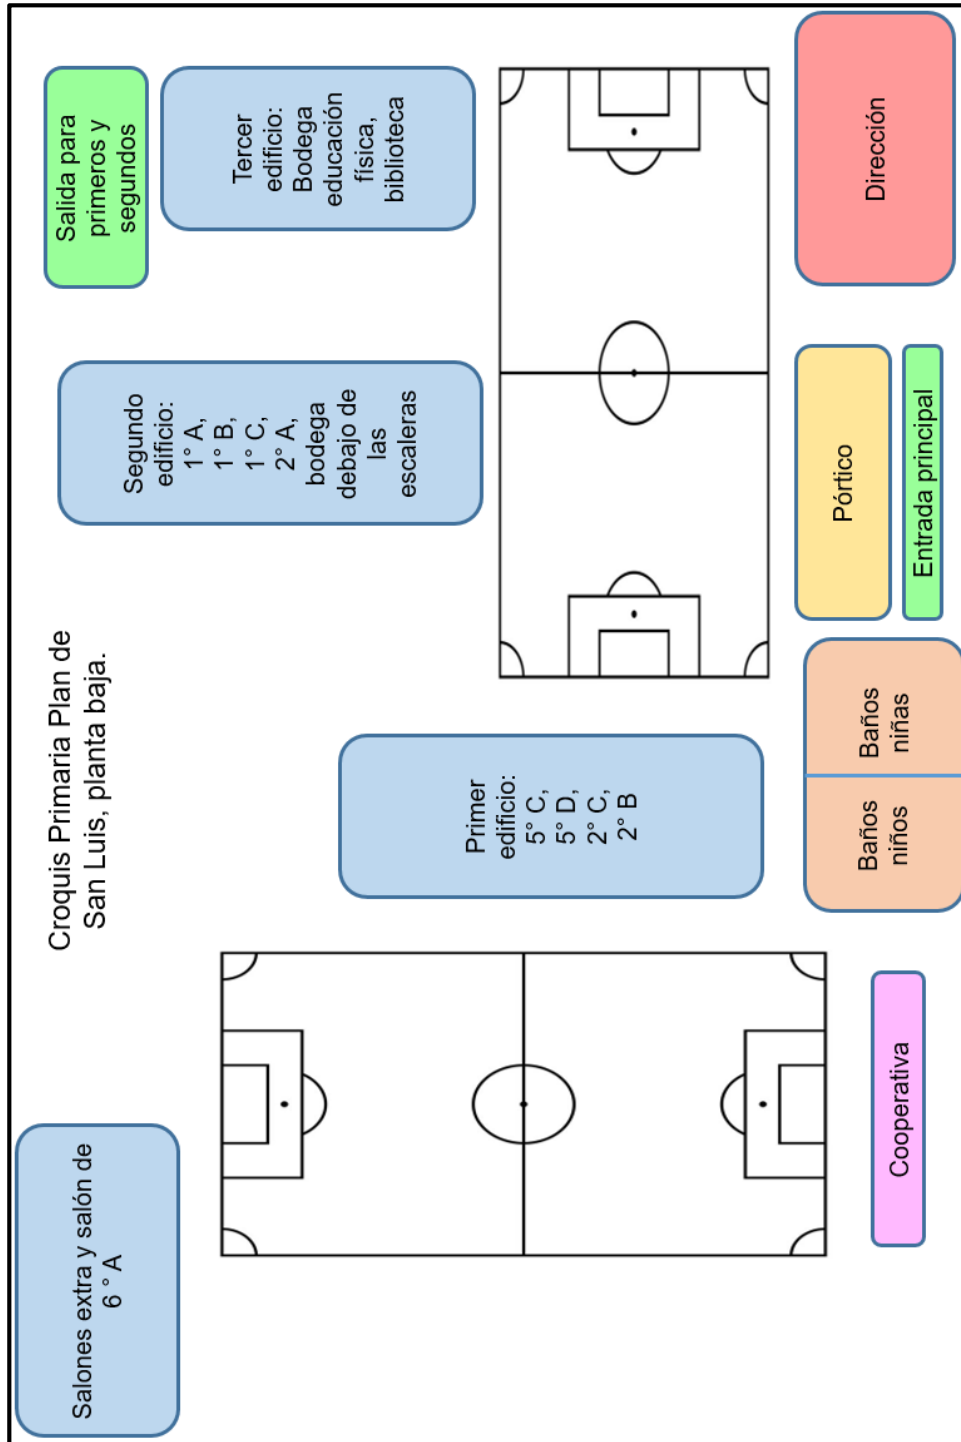 Salones extra y salón de
6 ° A
Croquis Primaria Plan de
San Luis, planta baja.
Salida para
primeros y
segundos
Segundo
edificio:
1° A,
1° B,
1° C,
2° A,
bodega
debajo de
las
escaleras
Tercer
edificio:
Bodega
educación
física,
biblioteca
Primer
edificio:
5° C,
5° D,
2° C,
2° B
Cooperativa
Baños
niños
Baños
niñas
Pórtico
Entrada principal
Dirección